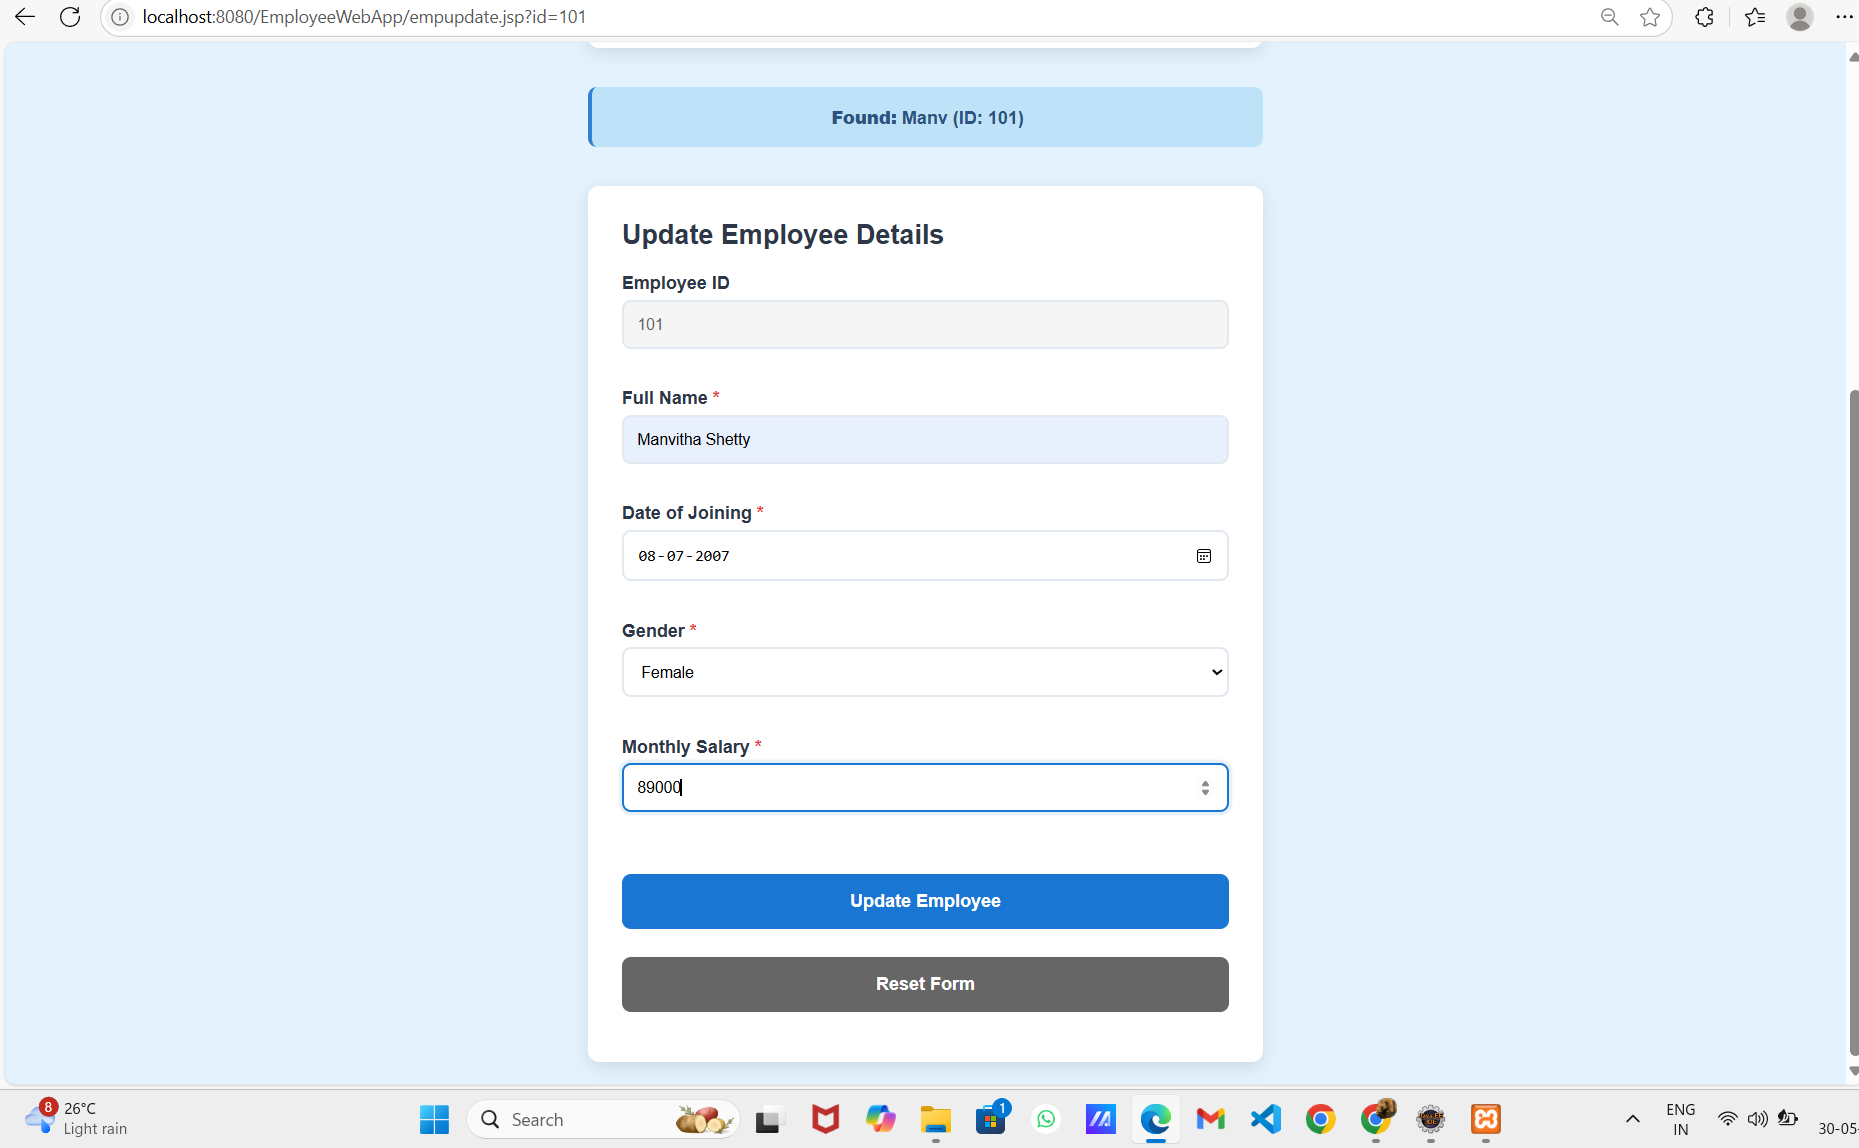 localhost:8080/EmployeeWebApp/empupdate.jsp?id=101
Found: Manv (ID: 101)
Update Employee Details
Employee ID
101
Full Name *
Manvitha Shetty
Date of Joining *
08-07-2007
Gender *
Female
Monthly Salary *
89000
Update Employee
Reset Form
8
26°C
Light rain
Search
1
ENG
IN
30-05